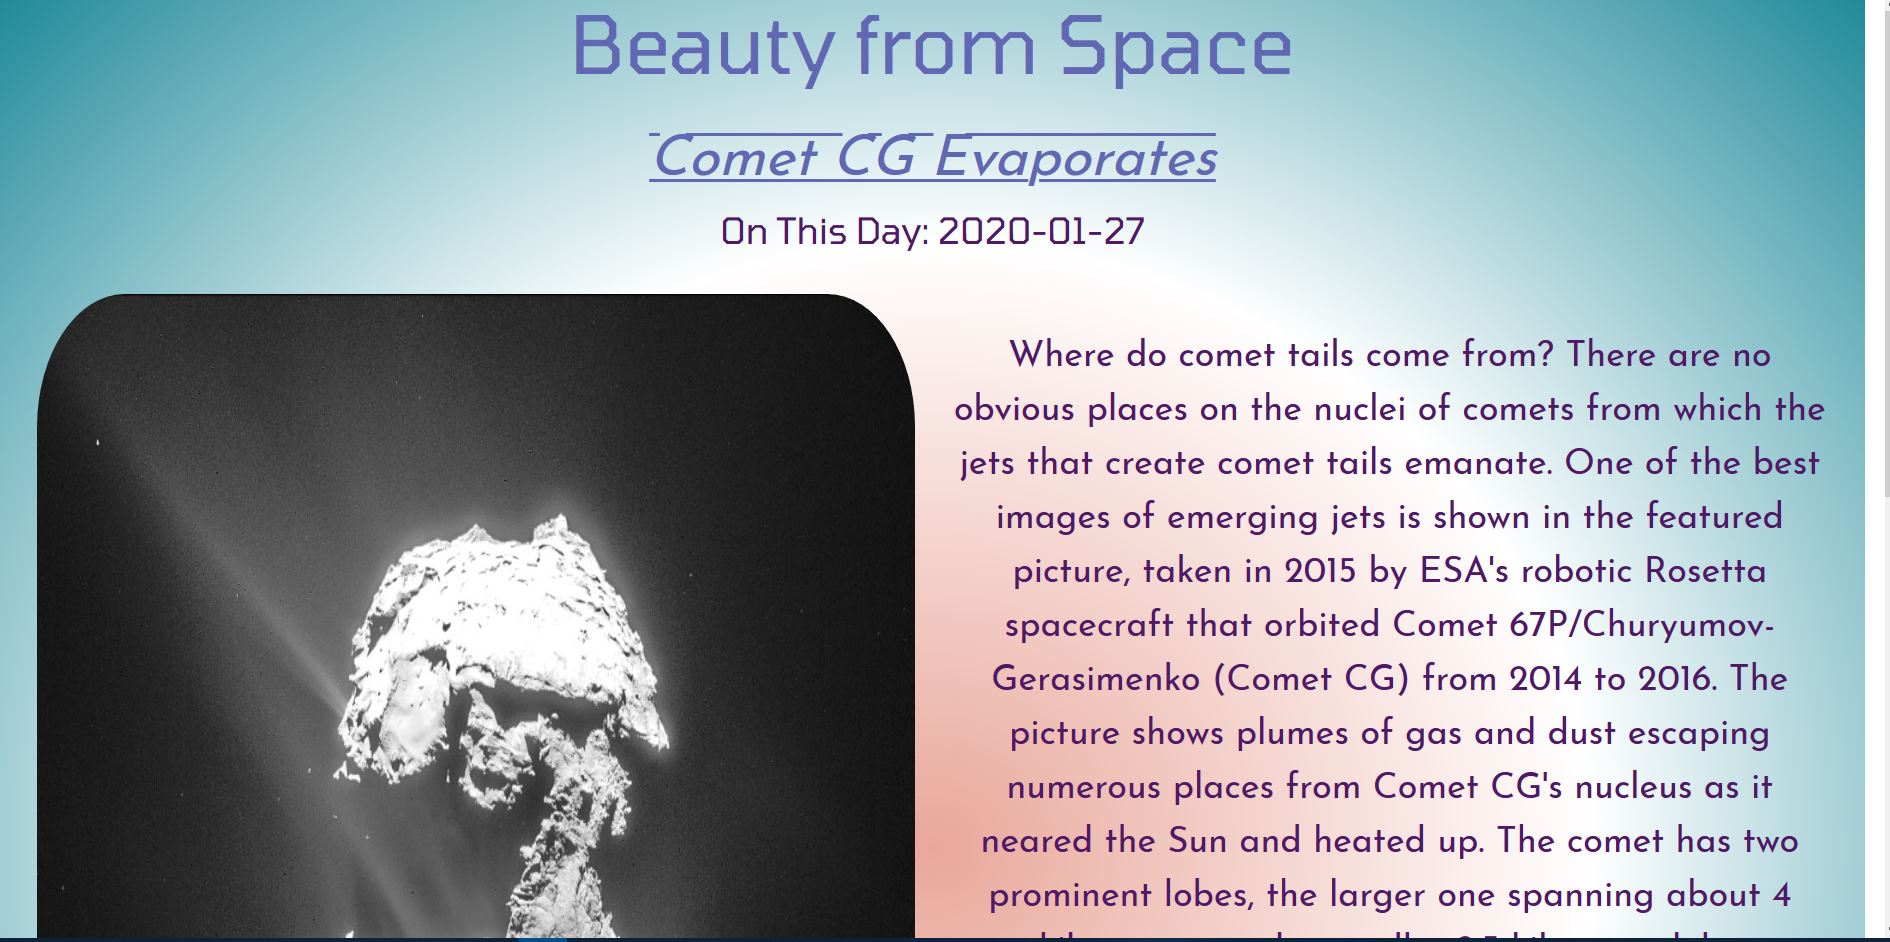 Beauty from Space
Comet CG Evaporates
On This Day: 2020-01-27
Where do comet tails come from? There are no
obvious places on the nuclei of comets from which the
jets that create comet tails emanate. One of the best
images of emerging jets is shown in the featured
picture, taken in 2015 by ESA's robotic Rosetta
spacecraft that orbited Comet 67P/Churyumov-
Gerasimenko (Comet CG) from 2014 to 2016. The
picture shows plumes of gas and dust escaping
numerous places from Comet CG's nucleus as it
neared the Sun and heated up. The comet has two
prominent lobes, the larger one spanning about 4